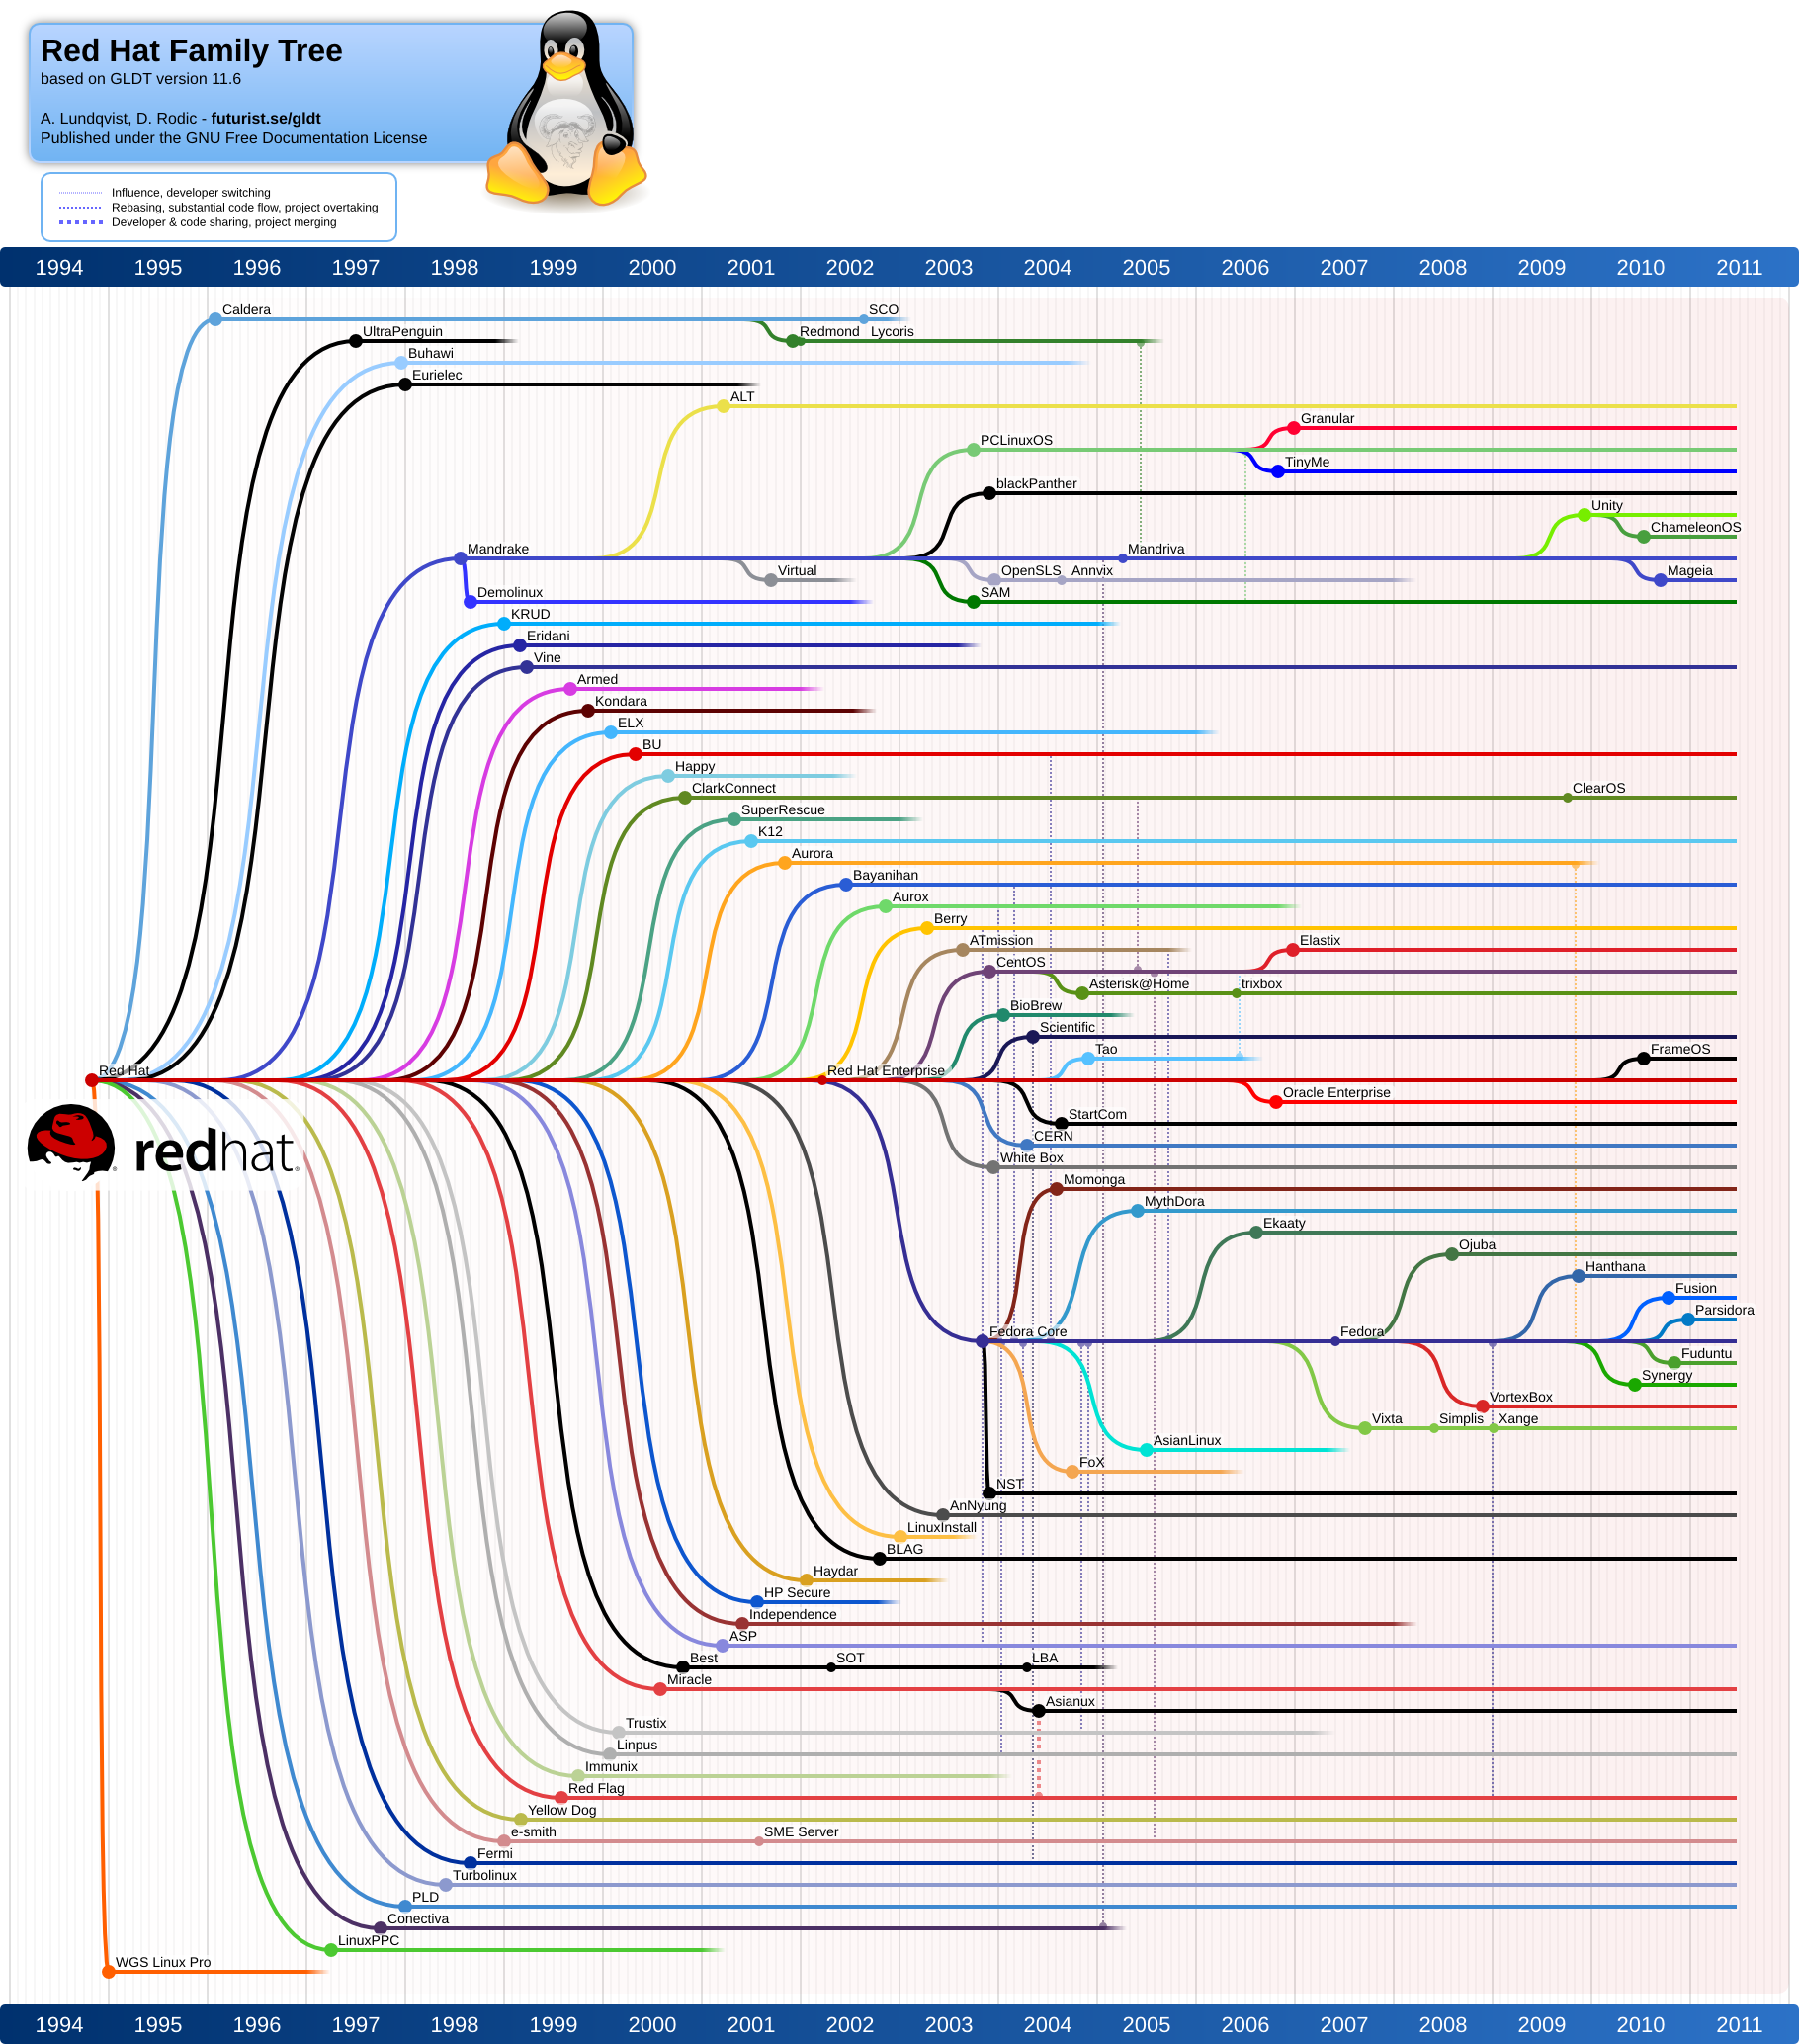 Red Hat Family Tree
based on GLDT version 11.6
A. Lundqvist, D. Rodic - futurist.se/gldt
Published under the GNU Free Documentation License
Influence, developer switching
Rebasing, substantial code flow, project overtaking
Developer & code sharing, project merging
1994 1995 1996 1997 1998 1999 2000 2001 2002 2003 2004 2005 2006 2007 2008 2009 2010 2011
Caldera SCO
UltraPenguin Redmond Lycoris
Buhawi
Eurielec
ALT
Granular
PCLinuxOS
TinyMe
blackPanther
Unity
ChameleonOS
Mandrake Mandriva
Virtual OpenSLS Annvix Mageia
Demolinux SAM
KRUD
Eridani
Vine
Armed
Kondara
ELX
BU
Happy
ClarkConnect ClearOS
SuperRescue
K12
Aurora
Bayanihan
Aurox
Berry
ATmission Elastix
CentOS
Asterisk@Home trixbox
BioBrew
Scientific
Tao FrameOS
Red Hat Red Hat Enterprise
Oracle Enterprise
StartCom
redhat.
CERN
White Box
Momonga
MythDora
Ekaaty
Ojuba
Hanthana
Fusion
Parsidora
Fedora Core Fedora
Fuduntu
Synergy
VortexBox
Vixta Simplis Xange
AsianLinux
FoX
NST
AnNyung
LinuxInstall
BLAG
Haydar
HP Secure
Independence
ASP
Best SOT LBA
Miracle
Asianux
Trustix
Linpus
Immunix
Red Flag
Yellow Dog
e-smith SME Server
Fermi
Turbolinux
PLD
Conectiva
LinuxPPC
WGS Linux Pro
1994 1995 1996 1997 1998 1999 2000 2001 2002 2003 2004 2005 2006 2007 2008 2009 2010 2011